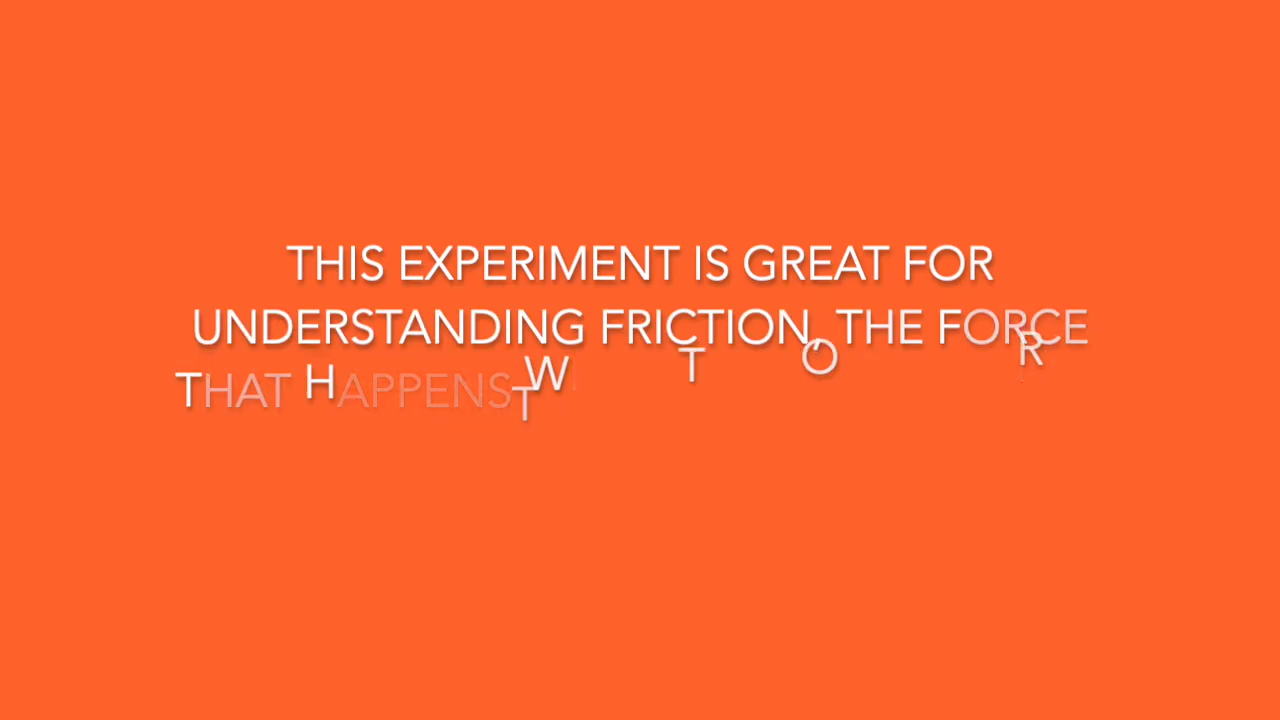 THIS EXPERIMENT IS GREAT FOR
UNDERSTANDING FRICTION, THE FORCE
THAT HAPPENS